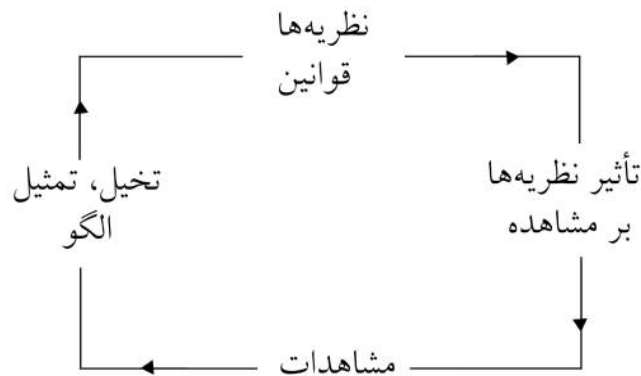 نظریه‌ها
قوانین
تأثیر نظریه‌ها
بر مشاهده
تخیل، تمثیل
الگو
مشاهدات